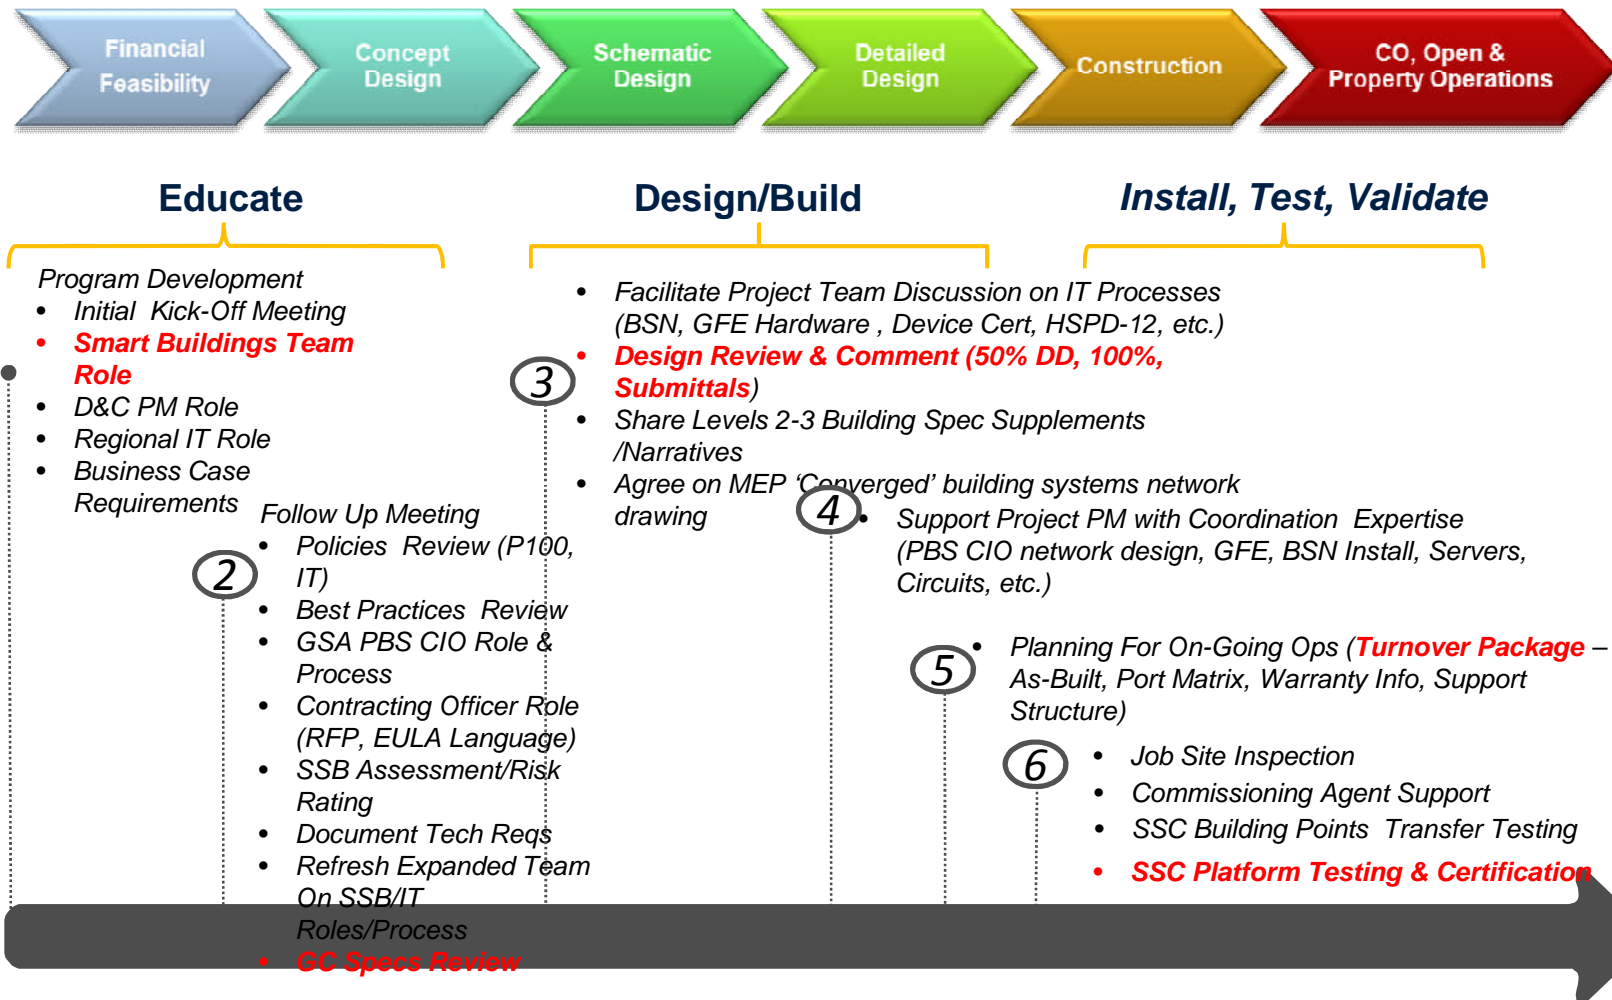 Financial
Feasibility
Concept
Design
Schematic
Design
Detailed
Design
Construction
CO, Open &
Property Operations
Educate
Design/Build
Install, Test, Validate
Program Development
• Initial Kick-Off Meeting
• Smart Buildings Team
Role
• D&C PM Role
• Regional IT Role
• Business Case
Requirements
2
Follow Up Meeting
• Policies Review (P100,
IT)
• Best Practices Review
• GSA PBS CIO Role &
Process
• Contracting Officer Role
(RFP, EULA Language)
• SSB Assessment/Risk
Rating
• Document Tech Reqs
• Refresh Expanded Team
On SSB/IT
Roles/Process
• GC Specs Review
3
• Facilitate Project Team Discussion on IT Processes
(BSN, GFE Hardware , Device Cert, HSPD-12, etc.)
• Design Review & Comment (50% DD, 100%,
Submittals)
• Share Levels 2-3 Building Spec Supplements
/Narratives
• Agree on MEP ‘Converged’ building systems network
drawing
4
• Support Project PM with Coordination Expertise
(PBS CIO network design, GFE, BSN Install, Servers,
Circuits, etc.)
5
• Planning For On-Going Ops (Turnover Package –
As-Built, Port Matrix, Warranty Info, Support
Structure)
6
• Job Site Inspection
• Commissioning Agent Support
• SSC Building Points Transfer Testing
• SSC Platform Testing & Certification